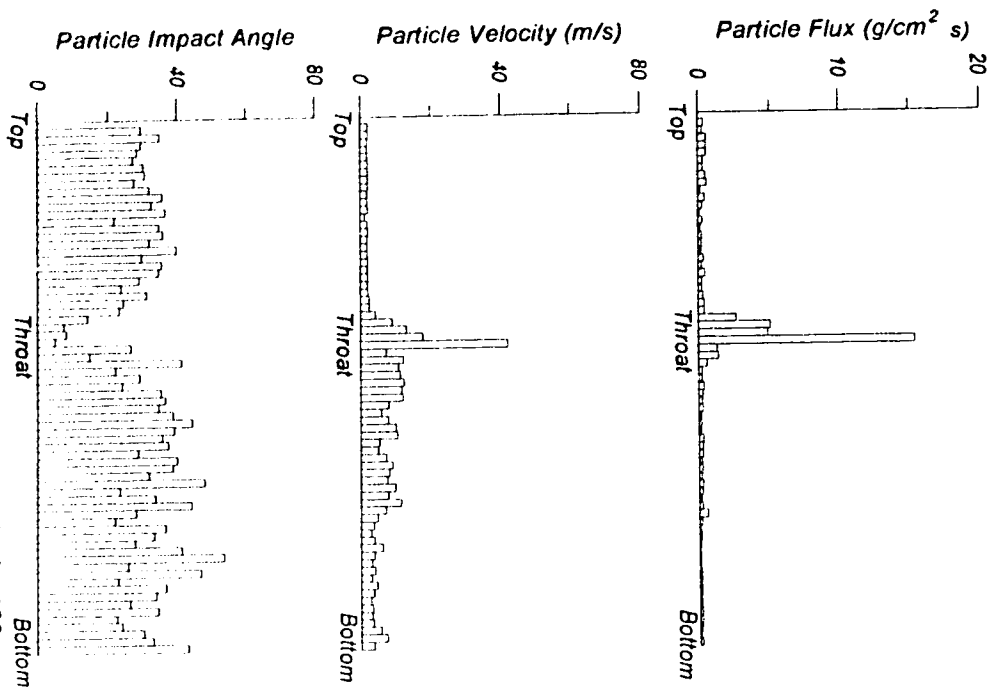 Particle Flux (g/cm² s)
0
10
20
Top
Throat
Bottom
Particle Velocity (m/s)
0
40
80
Top
Throat
Bottom
Particle Impact Angle
0
40
80
Top
Throat
Bottom